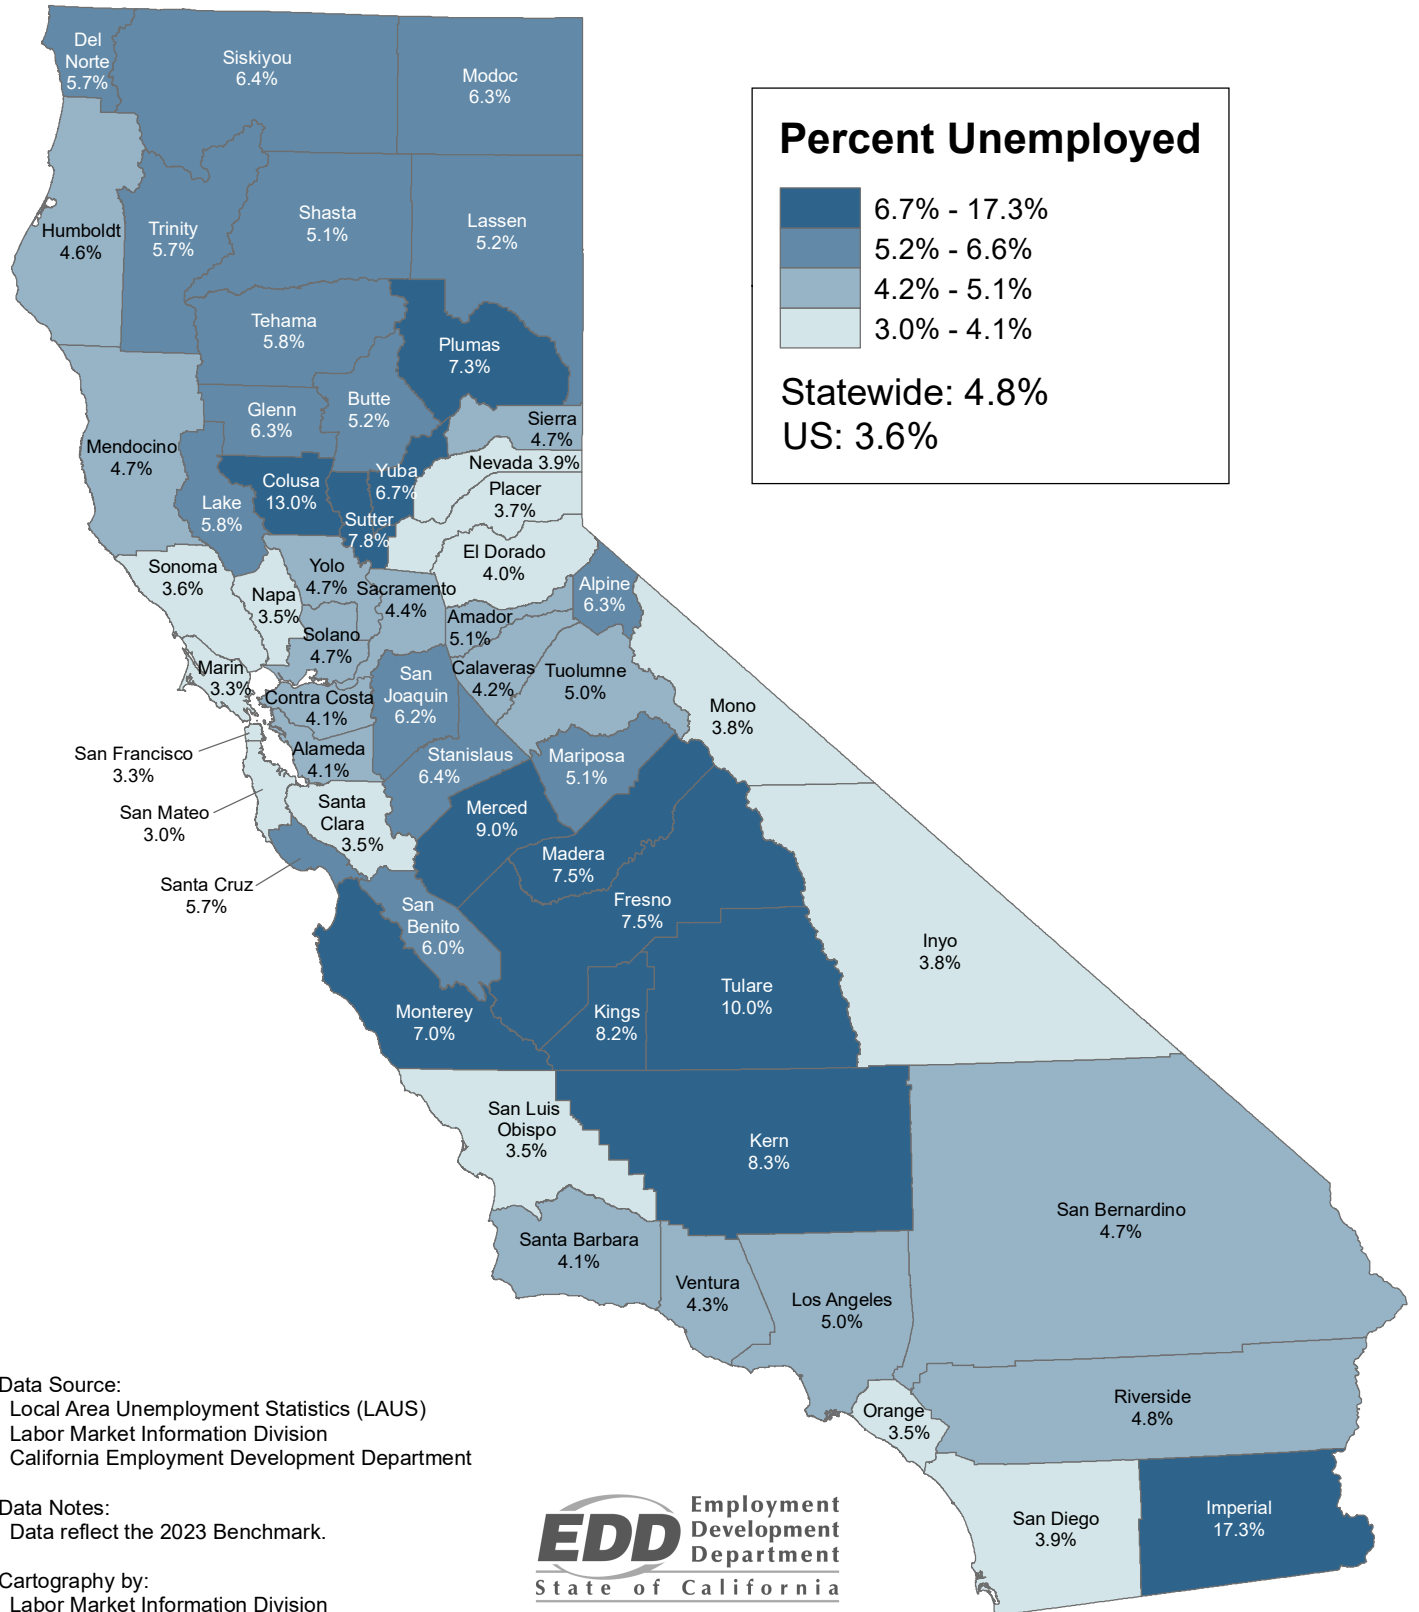 Del
Norte
5.7%
Siskiyou
6.4%
Modoc
6.3%
Percent Unemployed
6.7% - 17.3%
5.2% - 6.6%
4.2% - 5.1%
3.0% - 4.1%
Statewide: 4.8%
US: 3.6%
Humboldt
4.6%
Trinity
5.7%
Shasta
5.1%
Lassen
5.2%
Tehama
5.8%
Plumas
7.3%
Glenn
6.3%
Butte
5.2%
Sierra
4.7%
Mendocino
4.7%
Nevada 3.9%
Lake
5.8%
Colusa
13.0%
Yuba
6.7%
Placer
3.7%
Sutter
7.8%
El Dorado
4.0%
Sonoma
3.6%
Napa
3.5%
Yolo
4.7%
Sacramento
4.4%
Alpine
6.3%
Amador
5.1%
Solano
4.7%
Marin
3.3%
Calaveras
4.2%
Tuolumne
5.0%
San
Joaquin
6.2%
Contra Costa
4.1%
Mono
3.8%
San Francisco
3.3%
Alameda
4.1%
Stanislaus
6.4%
Mariposa
5.1%
San Mateo
3.0%
Santa
Clara
3.5%
Merced
9.0%
Madera
7.5%
Santa Cruz
5.7%
San
Benito
6.0%
Fresno
7.5%
Inyo
3.8%
Monterey
7.0%
Kings
8.2%
Tulare
10.0%
San Luis
Obispo
3.5%
Kern
8.3%
San Bernardino
4.7%
Santa Barbara
4.1%
Ventura
4.3%
Los Angeles
5.0%
Orange
3.5%
Riverside
4.8%
San Diego
3.9%
Imperial
17.3%
Data Source:
Local Area Unemployment Statistics (LAUS)
Labor Market Information Division
California Employment Development Department
Data Notes:
Data reflect the 2023 Benchmark.
Cartography by:
Labor Market Information Division
EDD
Employment
Development
Department
State of California